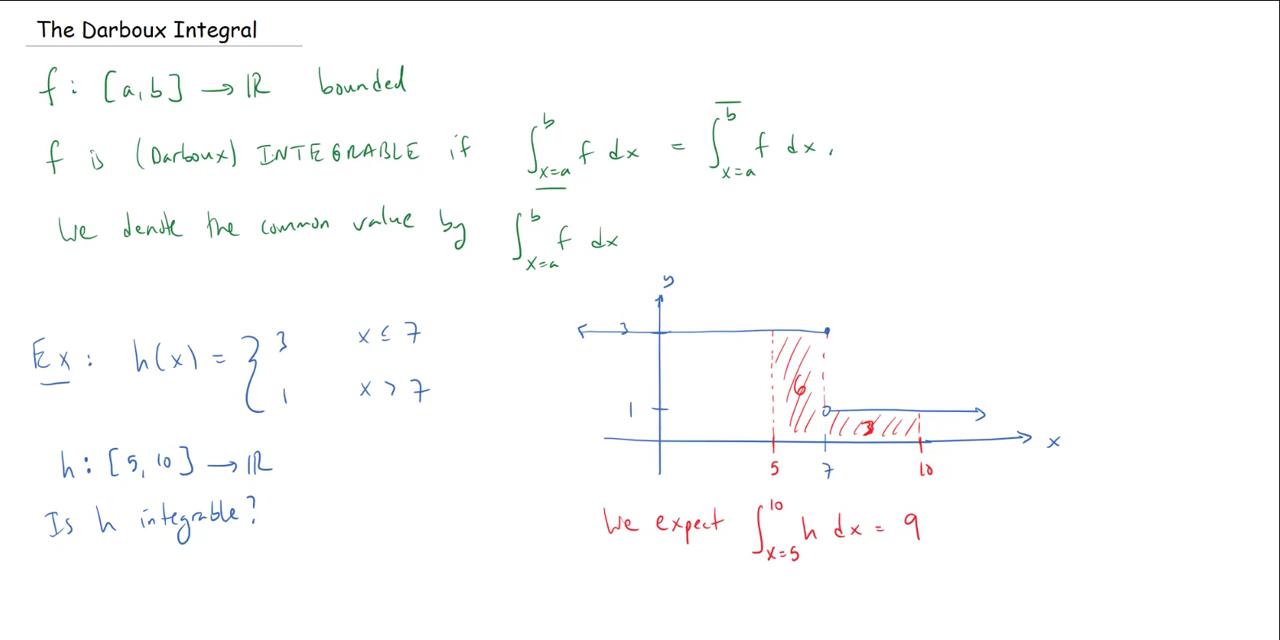 The Darboux Integral
f : [a,b] → ℝ bounded
f is (Darboux) INTEGRABLE if ∫_{x=a}^{b} f dx = ∫_{x=a}^{b̅} f dx .
We denote the common value by ∫_{x=a}^{b} f dx
y
Ex : h(x) = { 3 x ≤ 7
1 x > 7
3
6
1
3
x
5 7 10
h : [5, 10] → ℝ
Is h integrable?
We expect ∫_{x=5}^{10} h dx = 9